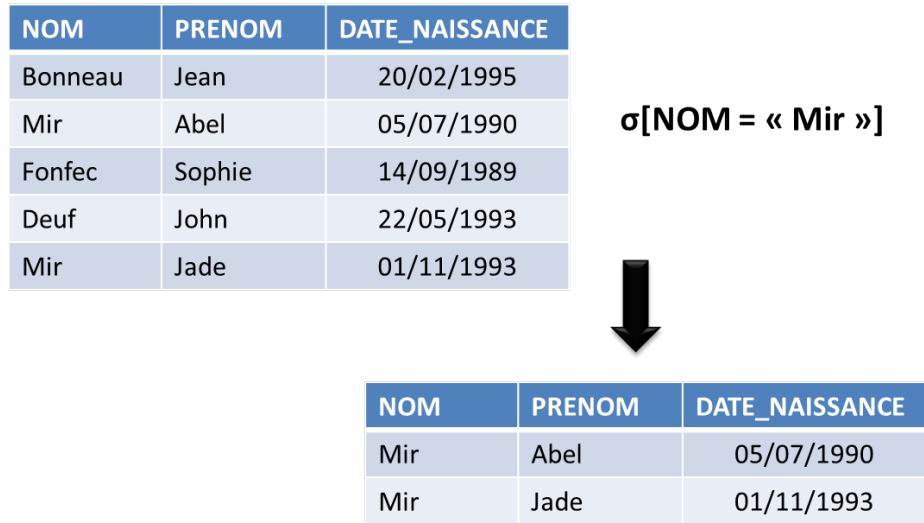 NOM PRENOM DATE_NAISSANCE
Bonneau Jean 20/02/1995
Mir Abel 05/07/1990
Fonfec Sophie 14/09/1989
Deuf John 22/05/1993
Mir Jade 01/11/1993
σ[NOM = « Mir »]
NOM PRENOM DATE_NAISSANCE
Mir Abel 05/07/1990
Mir Jade 01/11/1993